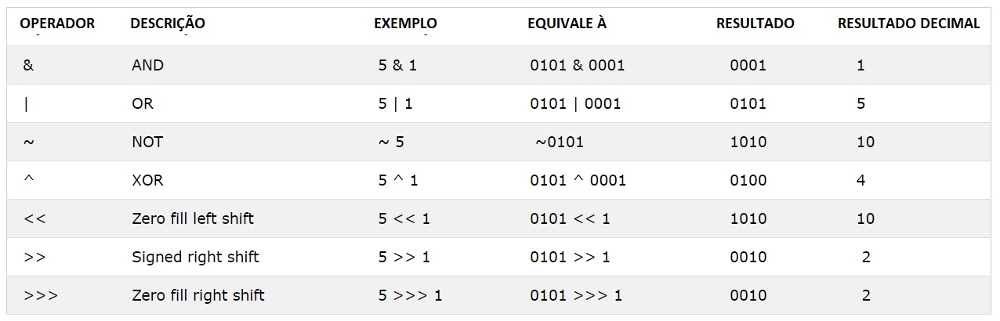 OPERADOR DESCRIÇÃO EXEMPLO EQUIVALE À RESULTADO RESULTADO DECIMAL
& AND 5 & 1 0101 & 0001 0001 1
| OR 5 | 1 0101 | 0001 0101 5
~ NOT ~ 5 ~0101 1010 10
^ XOR 5 ^ 1 0101 ^ 0001 0100 4
<< Zero fill left shift 5 << 1 0101 << 1 1010 10
>> Signed right shift 5 >> 1 0101 >> 1 0010 2
>>> Zero fill right shift 5 >>> 1 0101 >>> 1 0010 2